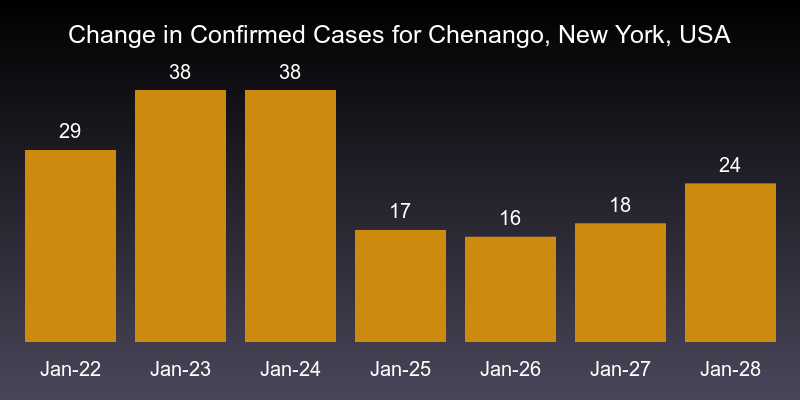 Change in Confirmed Cases for Chenango, New York, USA
38 38
29
24
17 16 18
Jan-22 Jan-23 Jan-24 Jan-25 Jan-26 Jan-27 Jan-28